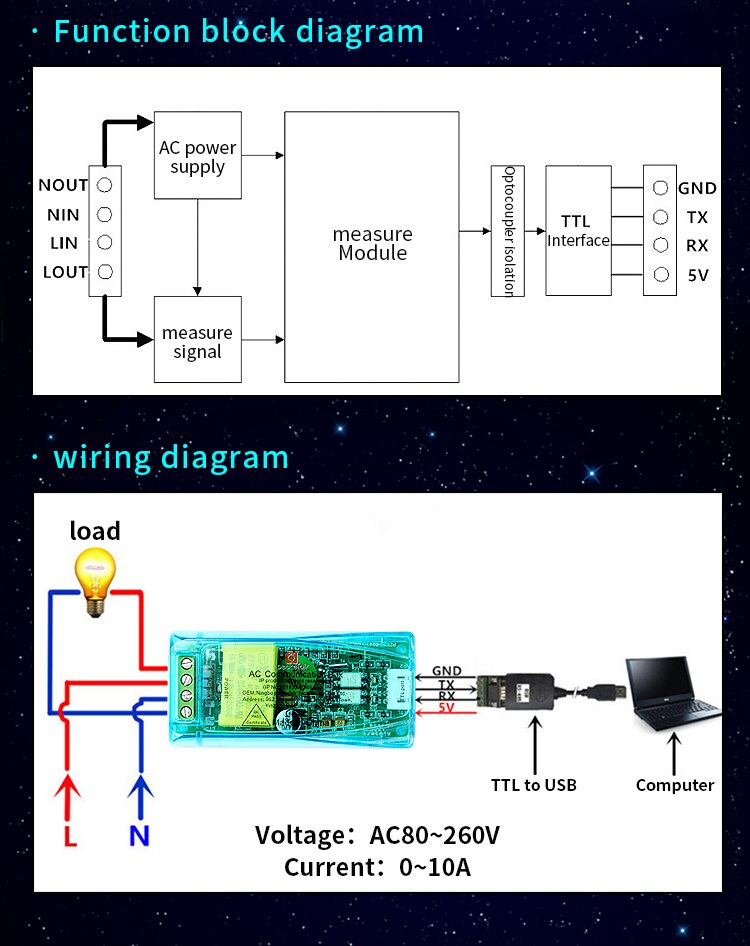 · Function block diagram
AC power
supply
NOUT
NIN
LIN
LOUT
measure
signal
measure
Module
Optocoupler isolation
TTL
Interface
GND
TX
RX
5V
· wiring diagram
load
AC Communicatio
POWER
GND
TX
RX
5V
TTL to USB
Computer
L
N
Voltage: AC80~260V
Current: 0~10A